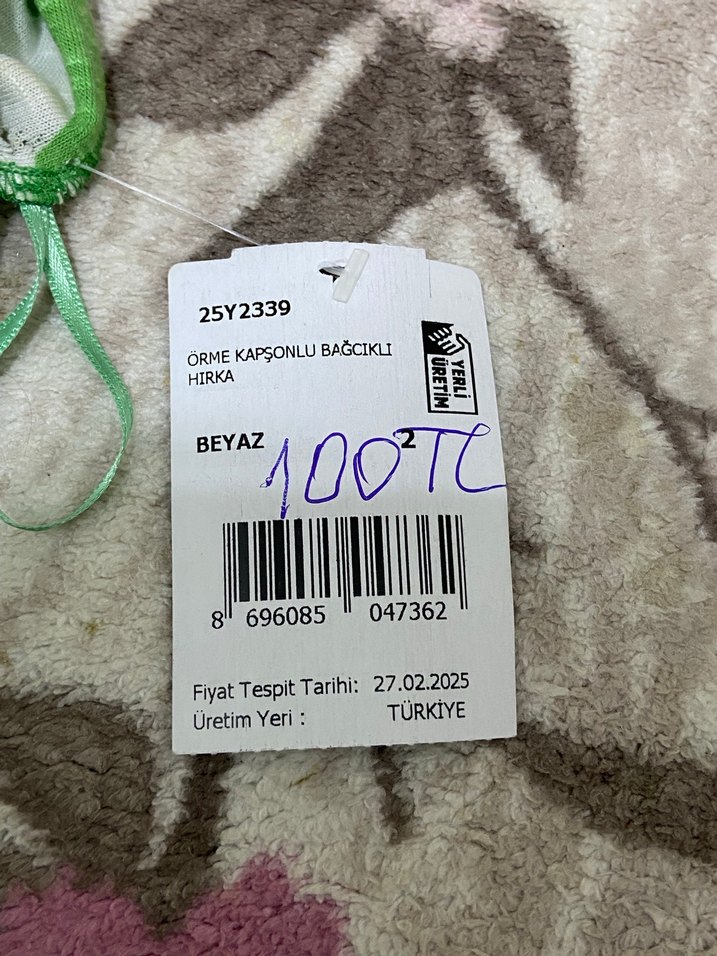 25Y2339
ÖRME KAPŞONLU BAĞCIKLI
HIRKA
YERLİ
ÜRETİM
BEYAZ 2
100TL
8 696085 047362
Fiyat Tespit Tarihi: 27.02.2025
Üretim Yeri : TÜRKİYE